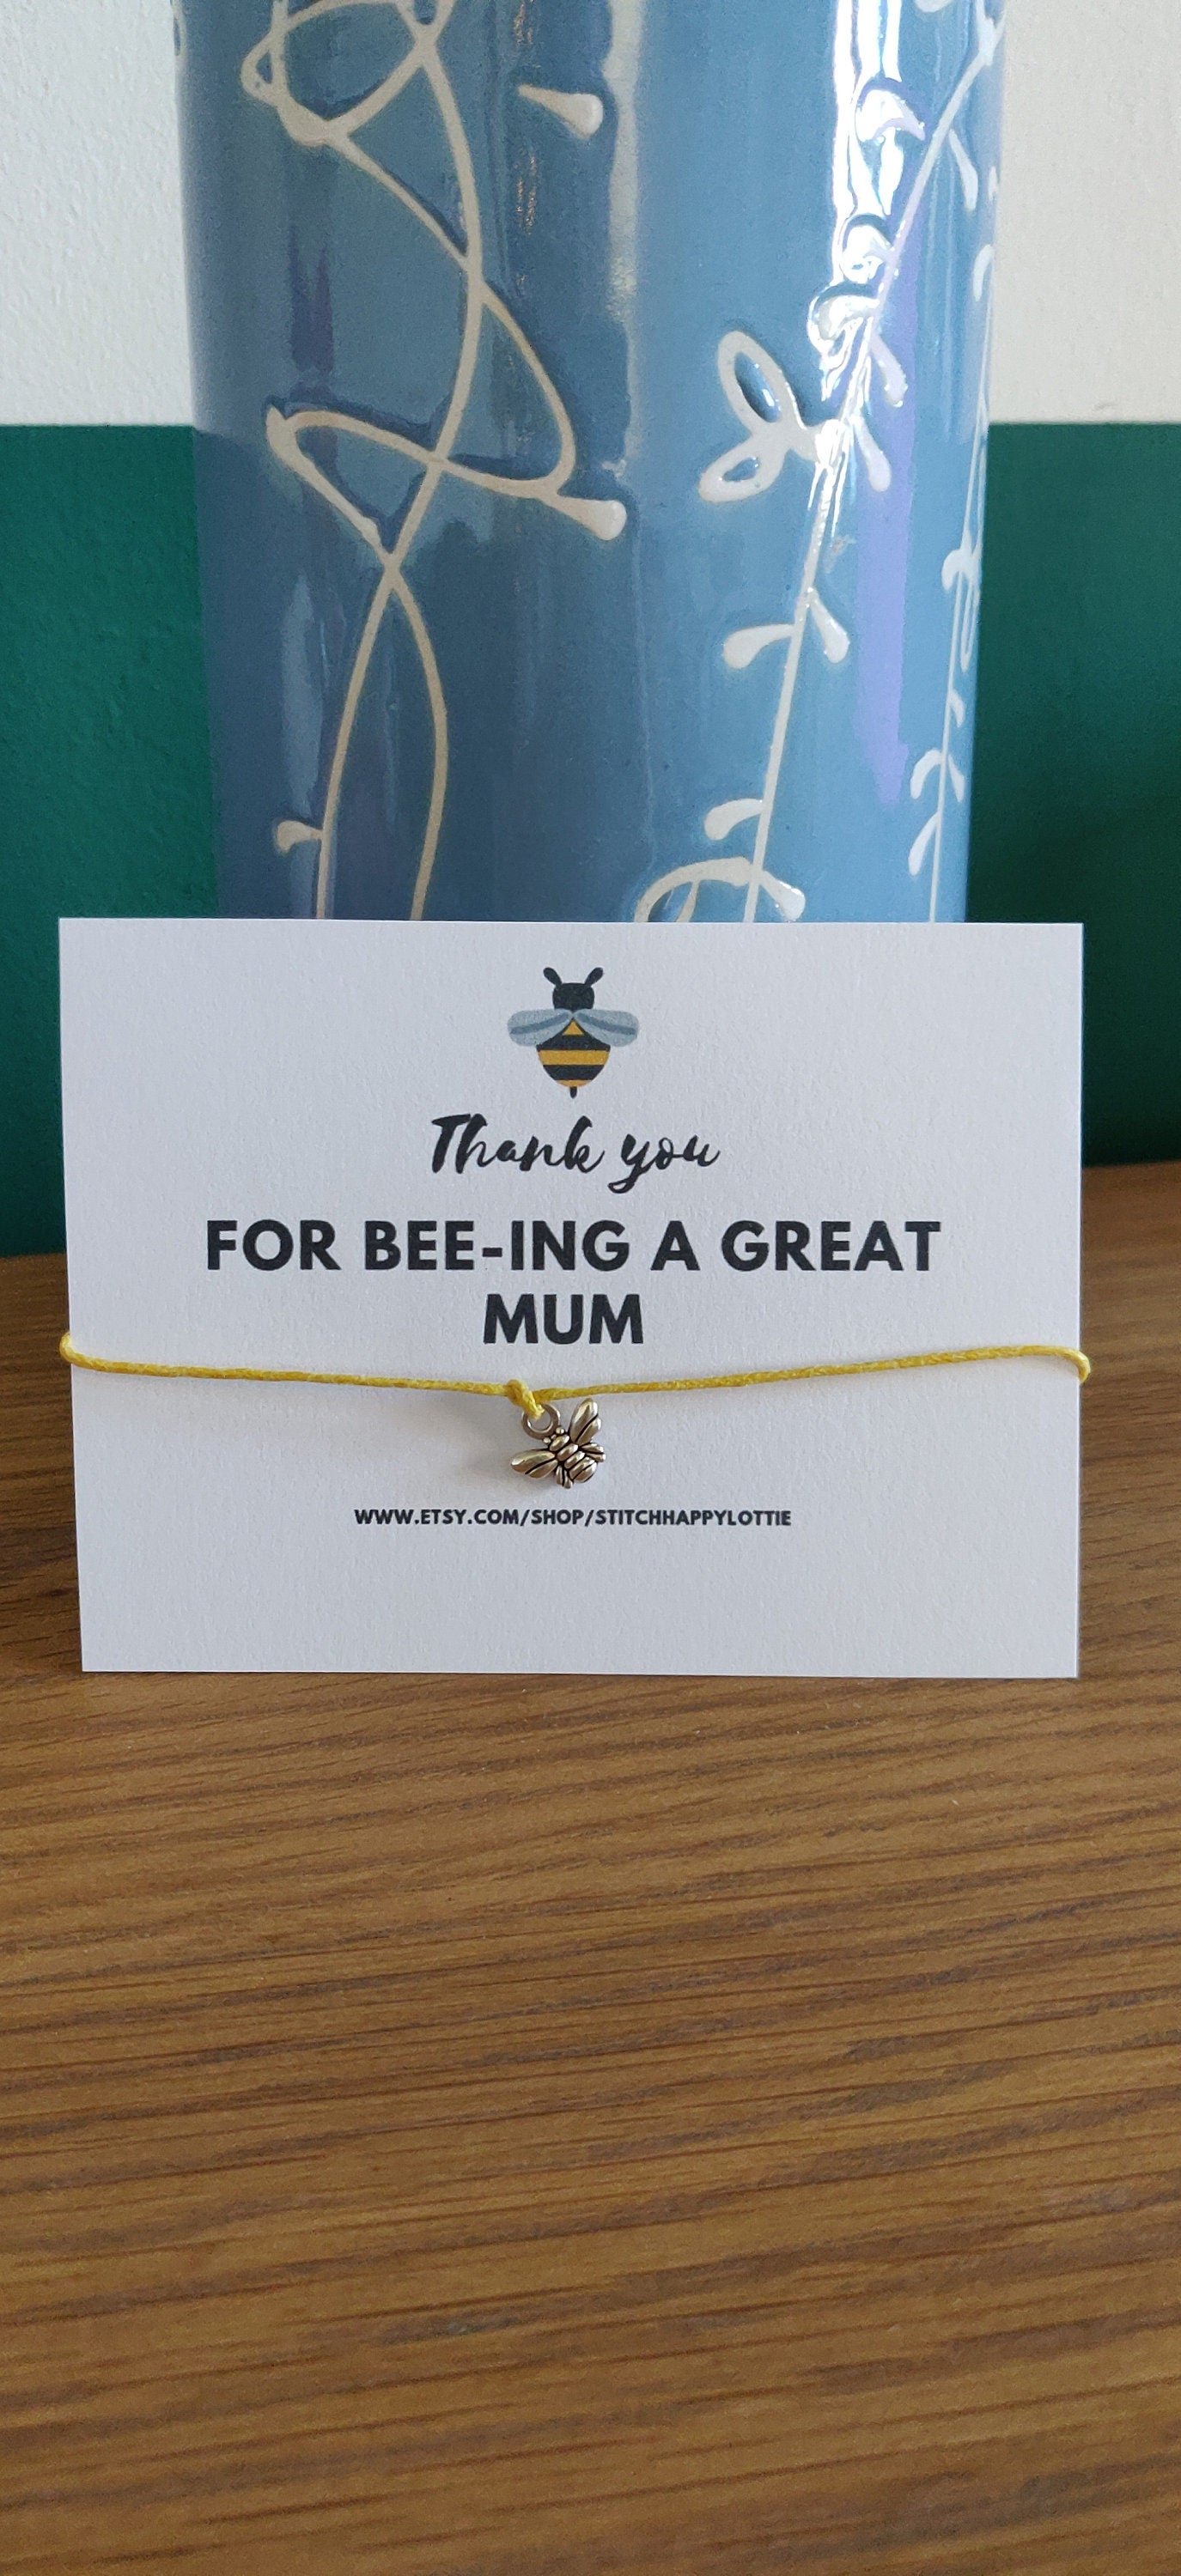 Thank you
FOR BEE-ING A GREAT
MUM
WWW.ETSY.COM/SHOP/STITCHHAPPYLOTTIE